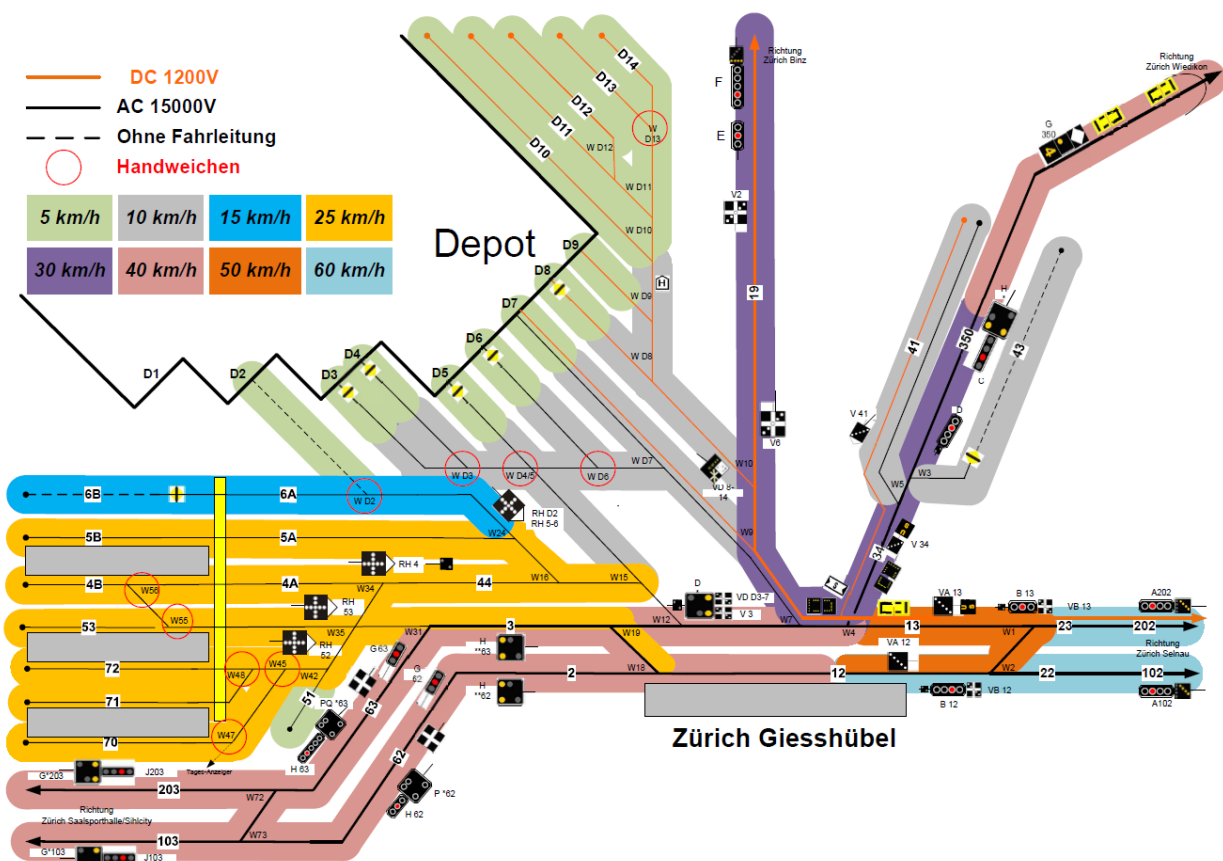 DC 1200V
AC 15000V
Ohne Fahrleitung
Handweichen
5 km/h
10 km/h
15 km/h
25 km/h
30 km/h
40 km/h
50 km/h
60 km/h
Depot
D14
D13
D12
D11
D10
W
D13
W D12
W D11
W D10
W D9
W D8
H
D9
D8
D7
D6
D5
D4
D3
D2
D1
F
E
V2
19
V6
Richtung
Zürich Binz
Richtung
Zürich Wiedikon
G
350
4
H
350
C
D
41
43
V 41
W3
W5
34
V 34
W10
W9
VD 8-
14
W D7
W D6
W D4/5
W D3
W D2
RH D2
RH 5-6
6B
6A
5B
5A
W24
4B
4A
44
W56
W34
RH 4
W16
W15
53
W55
W35
RH
53
RH
52
72
W48
W45
W42
71
70
W47
51
Tages-Anzeiger
W31
3
W19
W18
2
H
**63
H
**62
G63
G
62
PQ *63
63
H 63
62
P *62
H 62
D
VD D3-7
V 3
W12
W7
W4
13
VA 13
B 13
VB 13
A202
W1
23
202
VA 12
W2
12
22
102
Richtung
Zürich Selnau
B 12
VB 12
A102
Zürich Giesshübel
G*203
J203
203
W72
Richtung
Zürich Saalsporthalle/Sihlcity
103
W73
G*103
J103